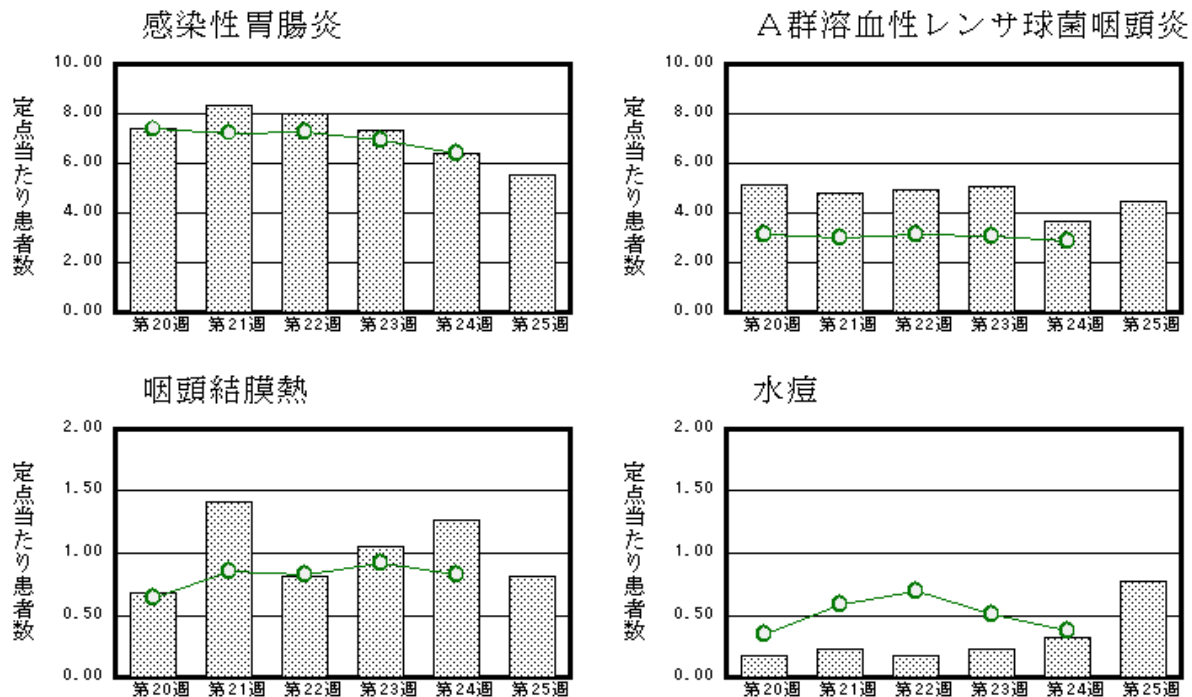 感染性胃腸炎
定点当たり患者数
10.00
8.00
6.00
4.00
2.00
0.00
第20週 第21週 第22週 第23週 第24週 第25週
A群溶血性レンサ球菌咽頭炎
定点当たり患者数
10.00
8.00
6.00
4.00
2.00
0.00
第20週 第21週 第22週 第23週 第24週 第25週
咽頭結膜熱
定点当たり患者数
2.00
1.50
1.00
0.50
0.00
第20週 第21週 第22週 第23週 第24週 第25週
水痘
定点当たり患者数
2.00
1.50
1.00
0.50
0.00
第20週 第21週 第22週 第23週 第24週 第25週